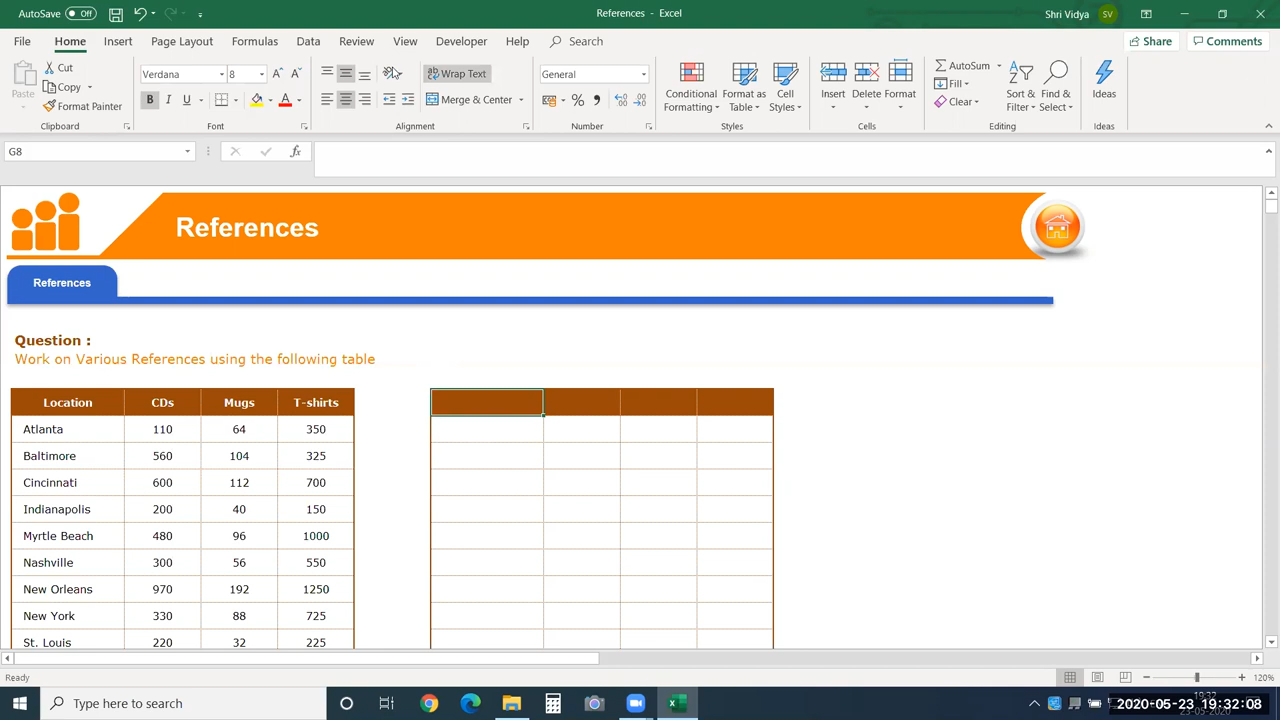 AutoSave Off
References - Excel
Shri Vidya SV
File Home Insert Page Layout Formulas Data Review View Developer Help Search Share Comments
Paste Cut Copy Format Painter Clipboard
Verdana 8 B I U A Font
Wrap Text Merge & Center Alignment
General % , Number
Conditional Formatting Format as Table Cell Styles Styles
Insert Delete Format Cells
AutoSum Fill Clear Sort & Filter Find & Select Editing
Ideas Ideas
G8 fx
References
References
Question :
Work on Various References using the following table
Location CDs Mugs T-shirts
Atlanta 110 64 350
Baltimore 560 104 325
Cincinnati 600 112 700
Indianapolis 200 40 150
Myrtle Beach 480 96 1000
Nashville 300 56 550
New Orleans 970 192 1250
New York 330 88 725
St. Louis 220 32 225
Ready 120%
Type here to search
2020-05-23 19:32:08